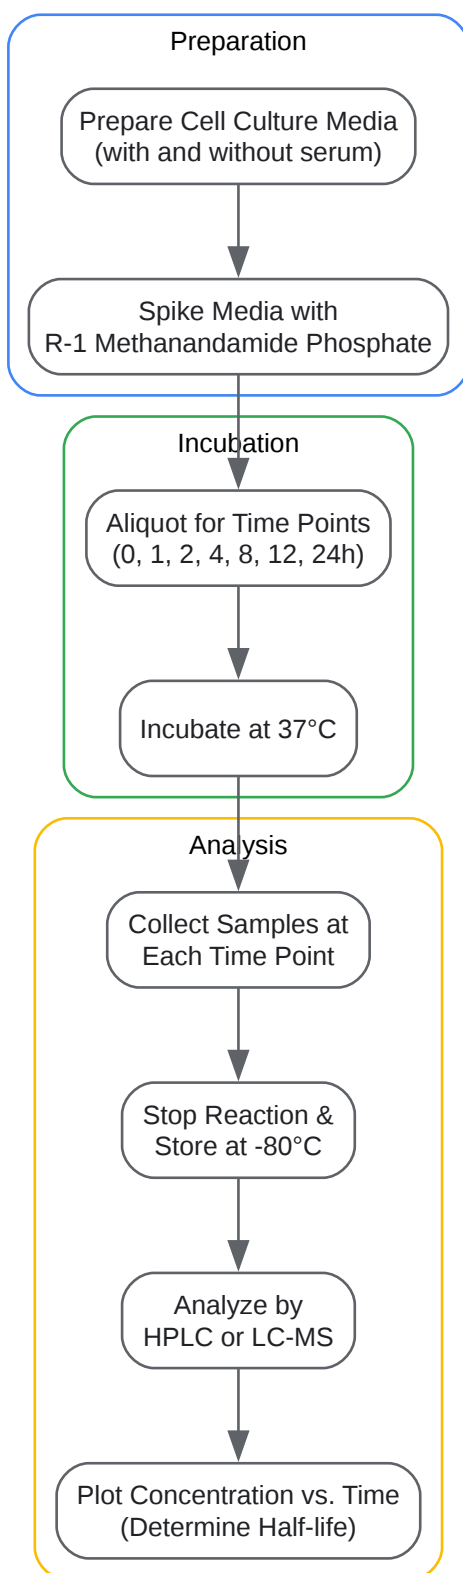 Preparation
Prepare Cell Culture Media
(with and without serum)
Spike Media with
R-1 Methanandamide Phosphate
Incubation
Aliquot for Time Points
(0, 1, 2, 4, 8, 12, 24h)
Incubate at 37°C
Analysis
Collect Samples at
Each Time Point
Stop Reaction &
Store at -80°C
Analyze by
HPLC or LC-MS
Plot Concentration vs. Time
(Determine Half-life)